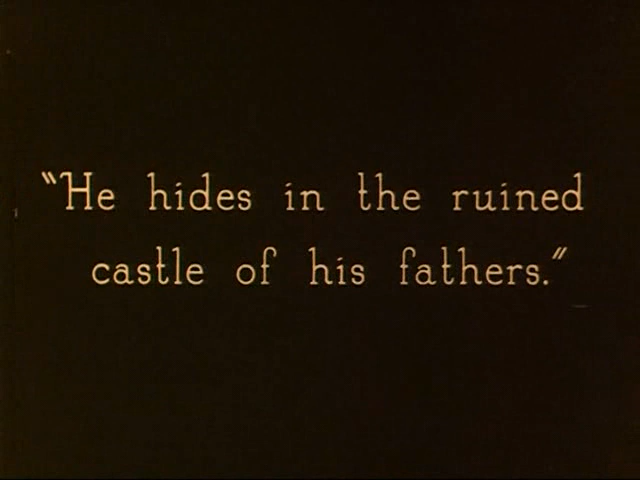 "He hides in the ruined
castle of his fathers."